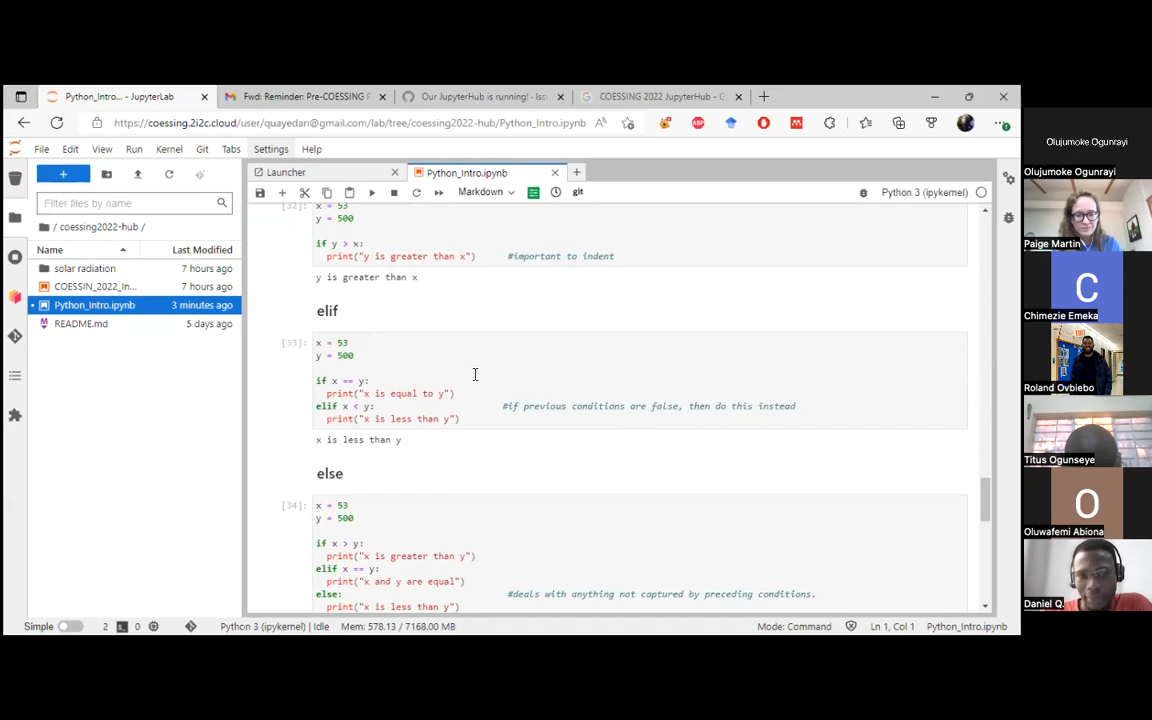 Python_Intro... - JupyterLab
Fwd: Reminder: Pre-COESSING F
Our JupyterHub is running! - Iss
COESSING 2022 JupyterHub - G
https://coessing.2i2c.cloud/user/quayedan@gmail.com/lab/tree/coessing2022-hub/Python_Intro.ipynb
ABP
File Edit View Run Kernel Git Tabs Settings Help
Launcher
Python_Intro.ipynb
Markdown
git
Python 3 (ipykernel)
Filter files by name
/ coessing2022-hub /
Name Last Modified
solar radiation 7 hours ago
COESSIN_2022_In... 7 hours ago
Python_Intro.ipynb 3 minutes ago
README.md 5 days ago
[32]: x = 53
y = 500
if y > x:
print("y is greater than x") #important to indent
y is greater than x
elif
[33]: x = 53
y = 500
if x == y:
print("x is equal to y")
elif x < y: #if previous conditions are false, then do this instead
print("x is less than y")
x is less than y
else
[34]: x = 53
y = 500
if x > y:
print("x is greater than y")
elif x == y:
print("x and y are equal")
else: #deals with anything not captured by preceding conditions.
print("x is less than y")
Simple 2 0 Python 3 (ipykernel) | Idle Mem: 578.13 / 7168.00 MB Mode: Command Ln 1, Col 1 Python_Intro.ipynb
Olujumoke Ogunrayi
Olujumoke Ogunrayi
Paige Martin
C
Chimezie Emeka
EXIT
Roland Ovbiebo
Titus Ogunseye
O
Oluwafemi Abiona
Daniel Q.